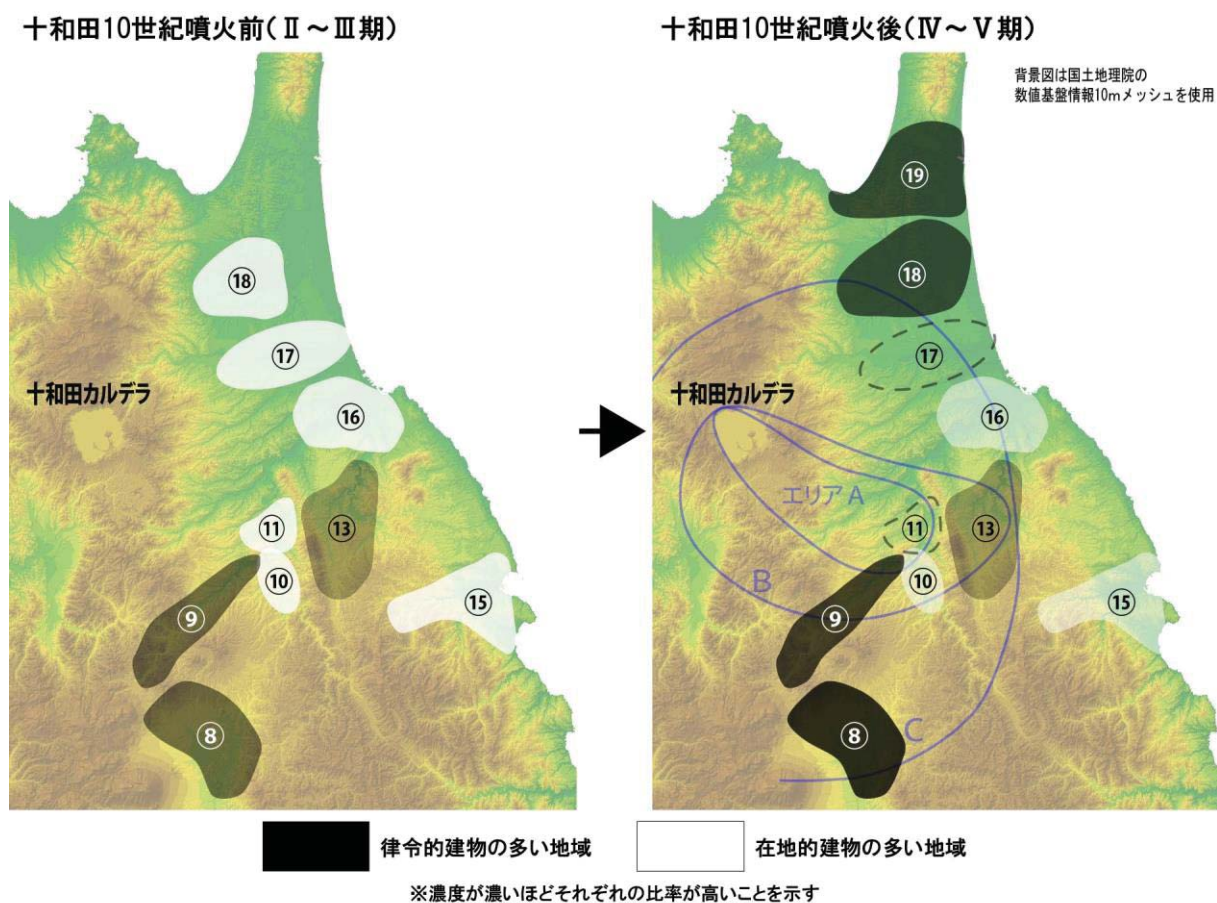 十和田10世紀噴火前(Ⅱ～Ⅲ期)
十和田10世紀噴火後(Ⅳ～Ⅴ期)
背景図は国土地理院の
数値基盤情報10mメッシュを使用
⑱
⑰
十和田カルデラ
⑯
⑪
⑬
⑩
⑮
⑨
⑧
⑲
⑱
⑰
十和田カルデラ
⑯
エリアA
⑪
⑬
B
⑩
⑮
⑨
⑧
C
律令的建物の多い地域
在地的建物の多い地域
※濃度が濃いほどそれぞれの比率が高いことを示す